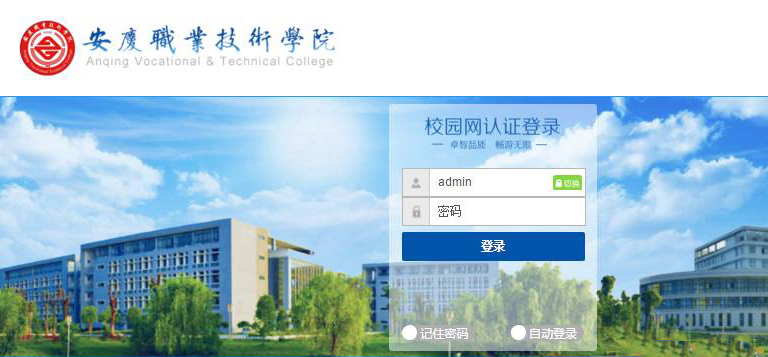 安慶職業技術學院
Anqing Vocational & Technical College
校园网认证登录
卓智品质 畅游无限
admin
切换
密码
登录
记住密码 自动登录